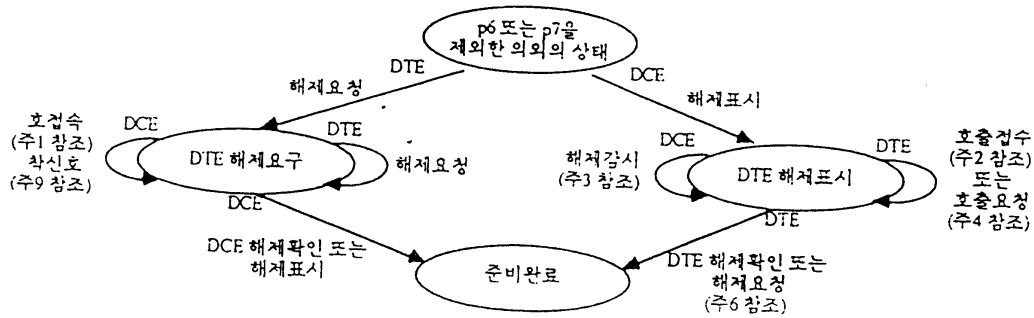 p6 또는 p7을
제외한 의외의 상태
DTE
해제요청
DCE
해제표시
호접속
(주1 참조)
착신호
(주9 참조)
DCE
DTE 해제요구
DTE
해제요청
DCE
해제감시
(주3 참조)
DCE
DTE 해제표시
DTE
호출접수
(주2 참조)
또는
호출요청
(주4 참조)
DTE
DCE 해제확인 또는
해제표시
준비완료
DTE 해제확인 또는
해제요청
(주6 참조)